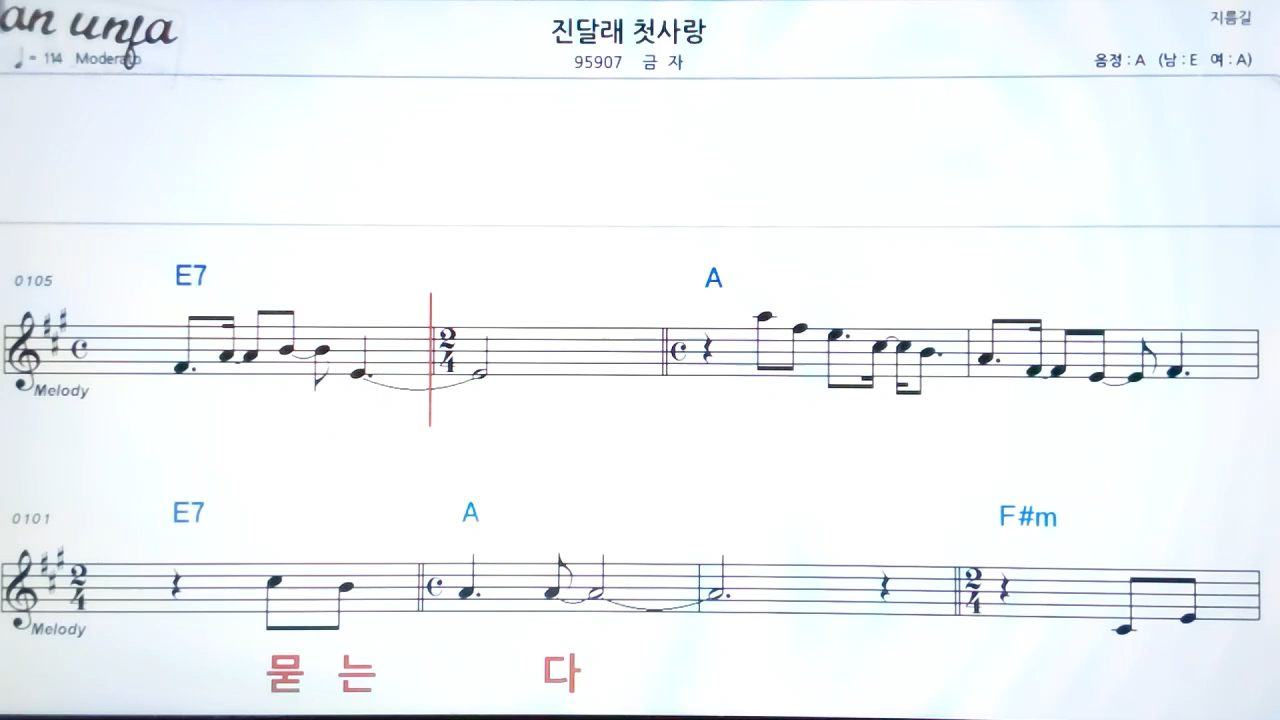 an unfa
진달래 첫사랑
지름길
♩= 114 Moderato
95907 금 자
음정 : A (남 : E 여 : A)
0105 E7 A
Melody
0101 E7 A F#m
Melody
묻 는 다